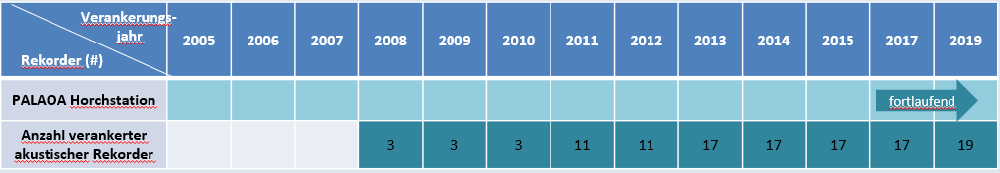 Verankerungs-
jahr
Rekorder (#)
2005 2006 2007 2008 2009 2010 2011 2012 2013 2014 2015 2017 2019
PALAOA Horchstation
fortlaufend
Anzahl verankerter
akustischer Rekorder
3 3 3 11 11 17 17 17 17 19